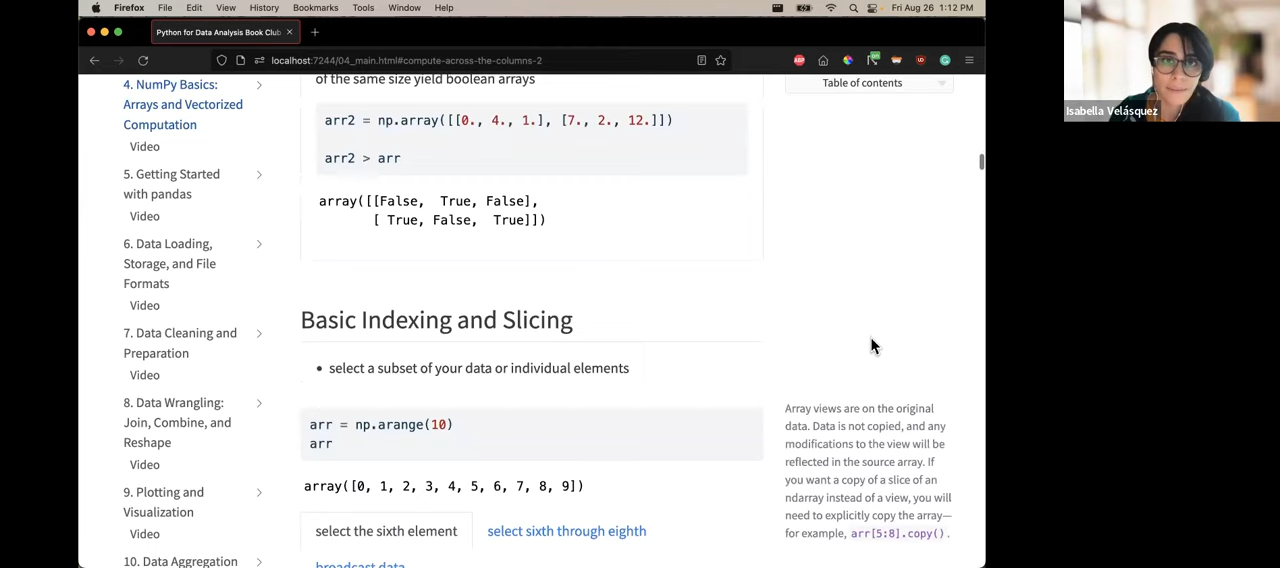 Firefox File Edit View History Bookmarks Tools Window Help Fri Aug 26 1:12 PM
Python for Data Analysis Book Club
localhost:7244/04_main.html#compute-across-the-columns-2
4. NumPy Basics:
Arrays and Vectorized
Computation
Video
5. Getting Started
with pandas
Video
6. Data Loading,
Storage, and File
Formats
Video
7. Data Cleaning and
Preparation
Video
8. Data Wrangling:
Join, Combine, and
Reshape
Video
9. Plotting and
Visualization
Video
10. Data Aggregation
of the same size yield boolean arrays
arr2 = np.array([[0., 4., 1.], [7., 2., 12.]])
arr2 > arr
array([[False, True, False],
[ True, False, True]])
Basic Indexing and Slicing
select a subset of your data or individual elements
arr = np.arange(10)
arr
array([0, 1, 2, 3, 4, 5, 6, 7, 8, 9])
select the sixth element select sixth through eighth
broadcast data
Table of contents
Array views are on the original
data. Data is not copied, and any
modifications to the view will be
reflected in the source array. If
you want a copy of a slice of an
ndarray instead of a view, you will
need to explicitly copy the array—
for example, arr[5:8].copy().
Isabella Velásquez